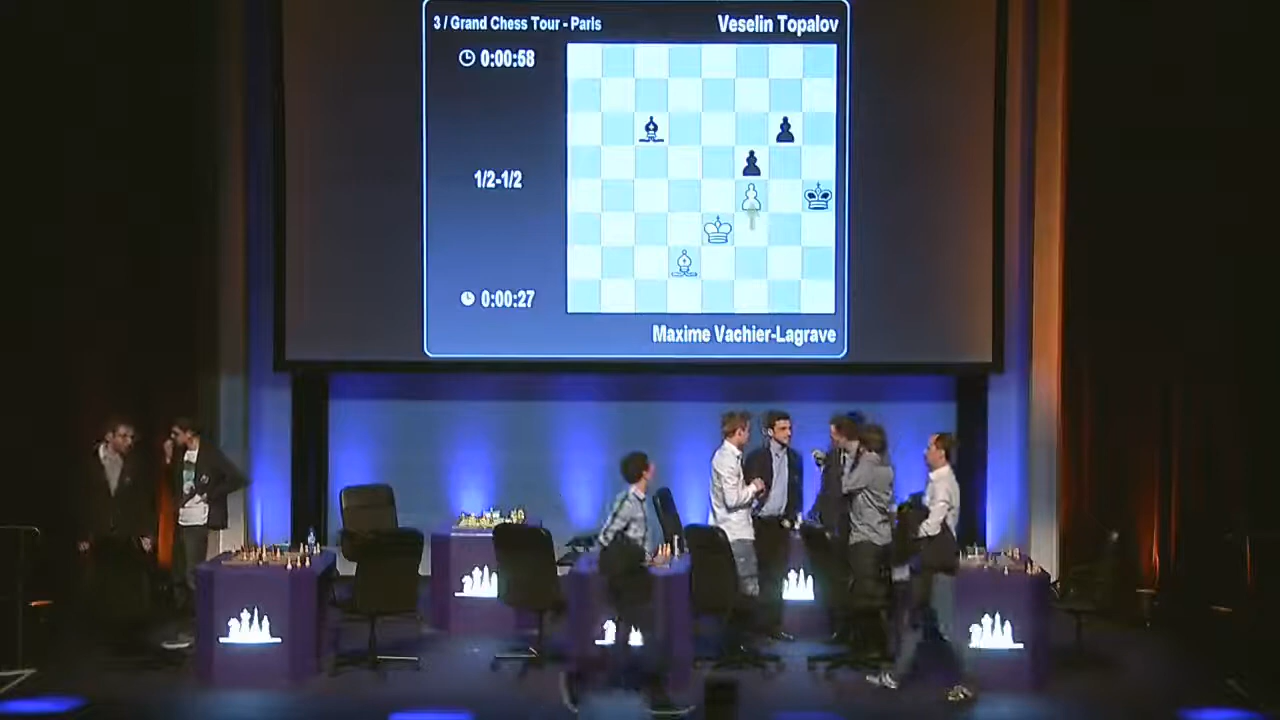 3 / Grand Chess Tour - Paris
Veselin Topalov
0:00:58
1/2-1/2
0:00:27
Maxime Vachier-Lagrave